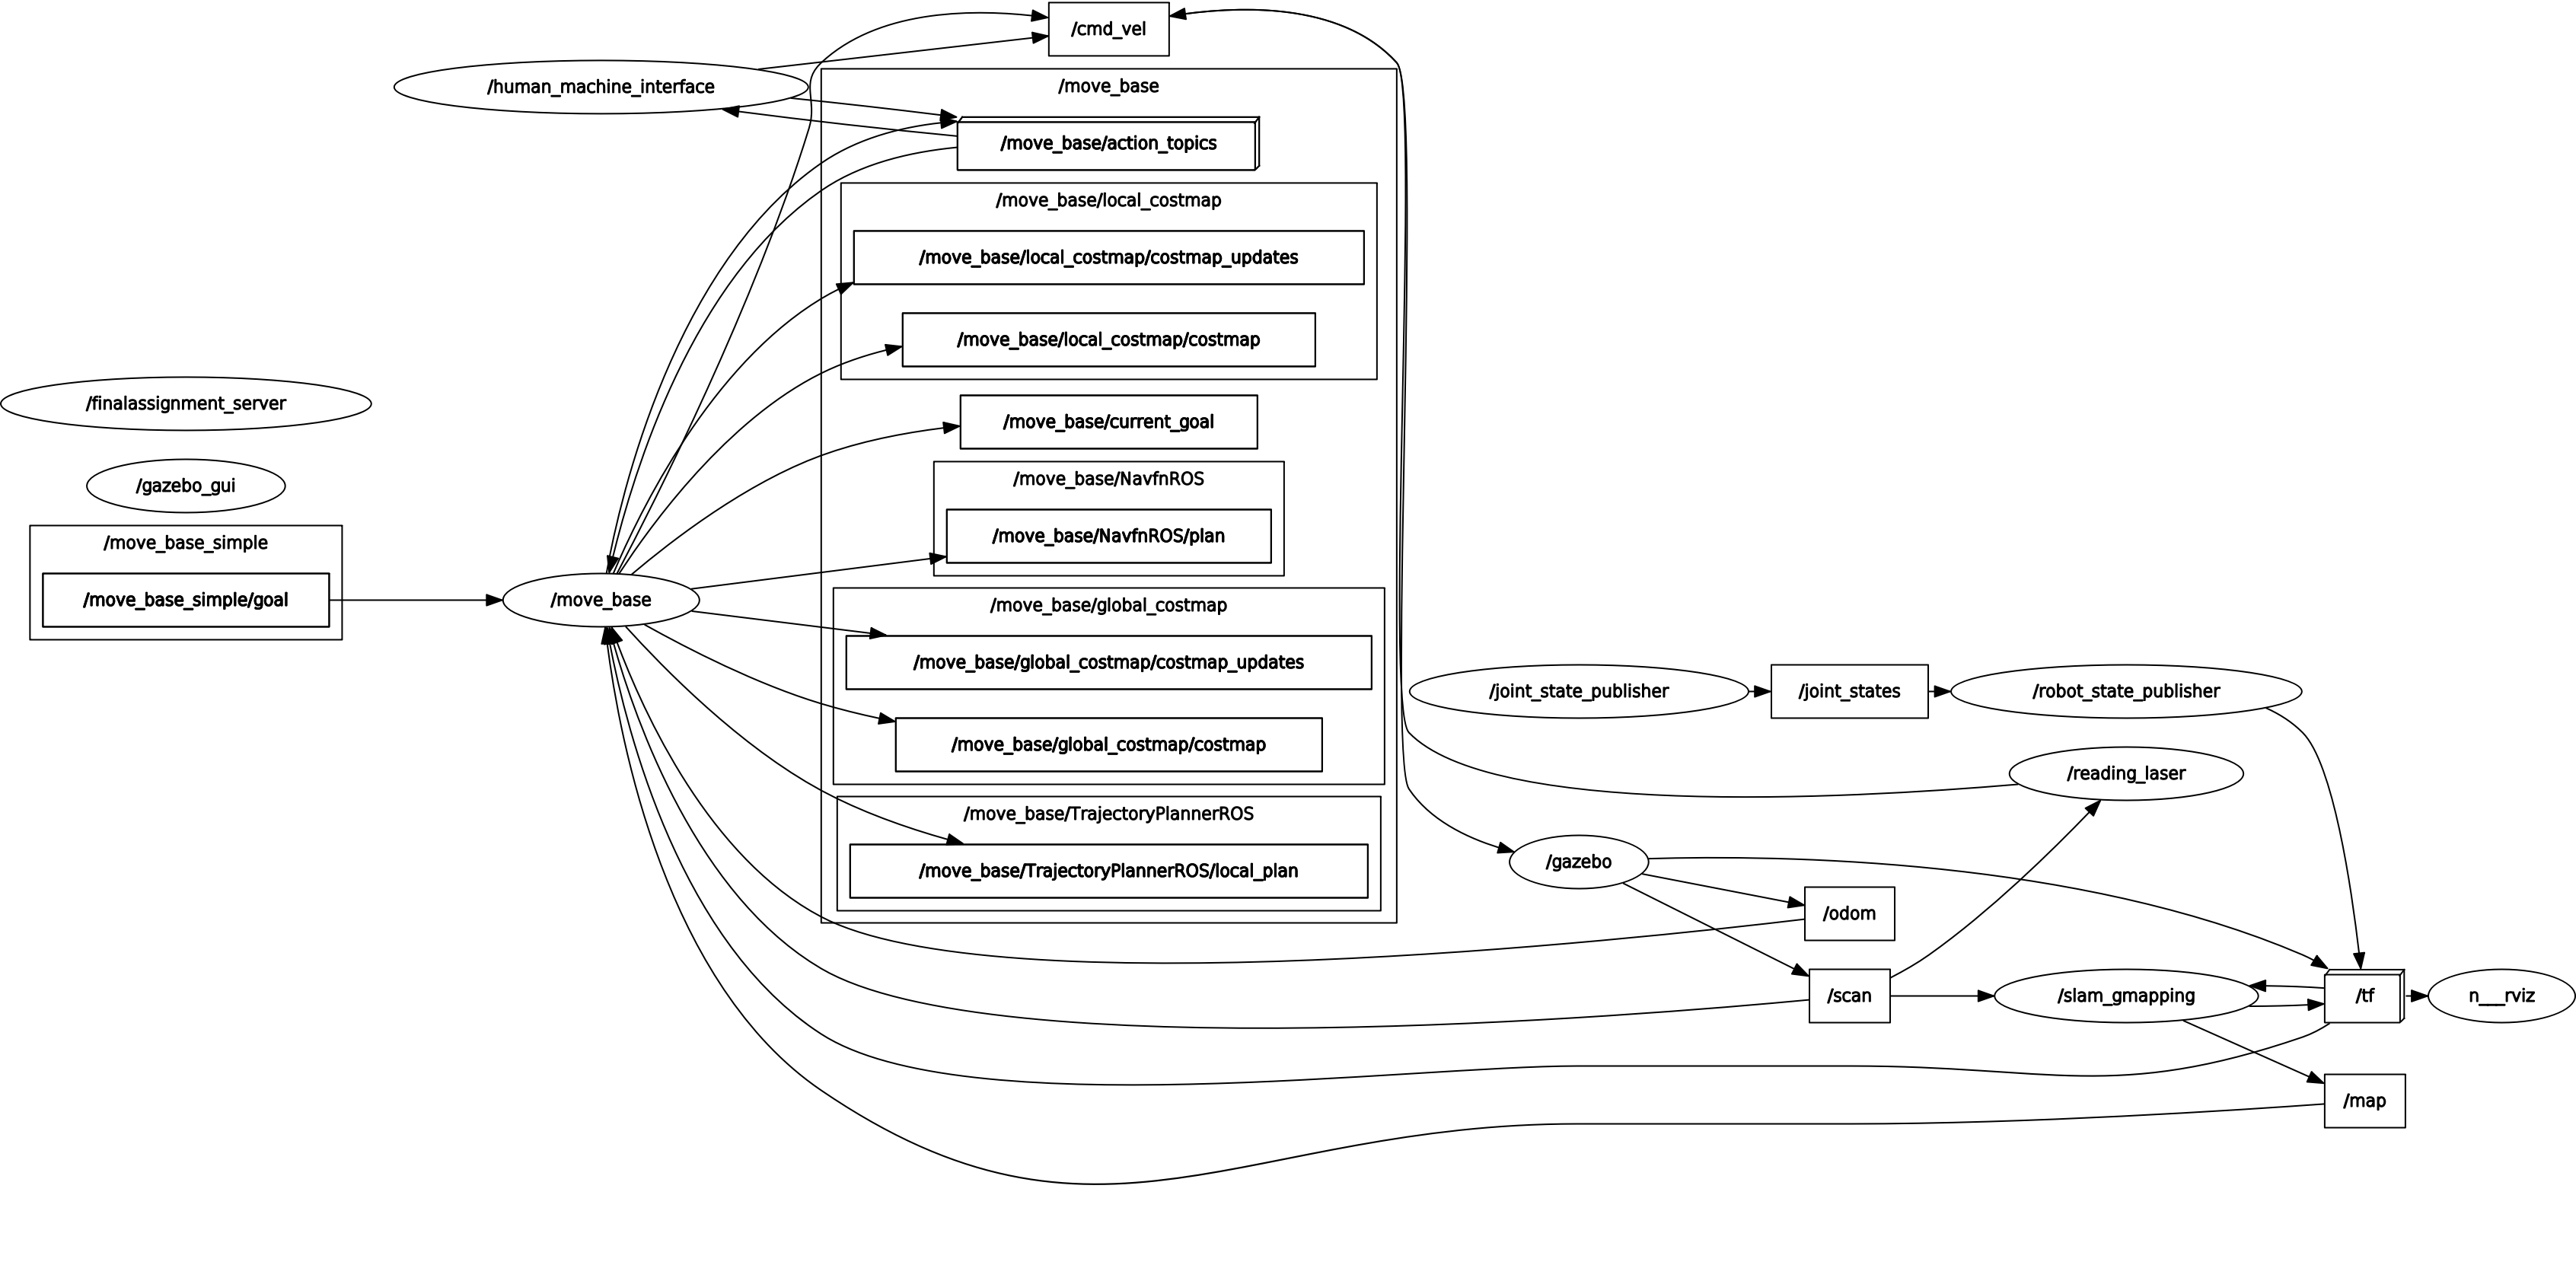 /cmd_vel
/human_machine_interface
/move_base
/move_base/action_topics
/move_base/local_costmap
/move_base/local_costmap/costmap_updates
/move_base/local_costmap/costmap
/finalassignment_server
/move_base/current_goal
/gazebo_gui
/move_base/NavfnROS
/move_base/NavfnROS/plan
/move_base_simple
/move_base_simple/goal
/move_base
/move_base/global_costmap
/move_base/global_costmap/costmap_updates
/move_base/global_costmap/costmap
/move_base/TrajectoryPlannerROS
/move_base/TrajectoryPlannerROS/local_plan
/joint_state_publisher
/joint_states
/robot_state_publisher
/reading_laser
/gazebo
/odom
/scan
/slam_gmapping
/tf
n___rviz
/map